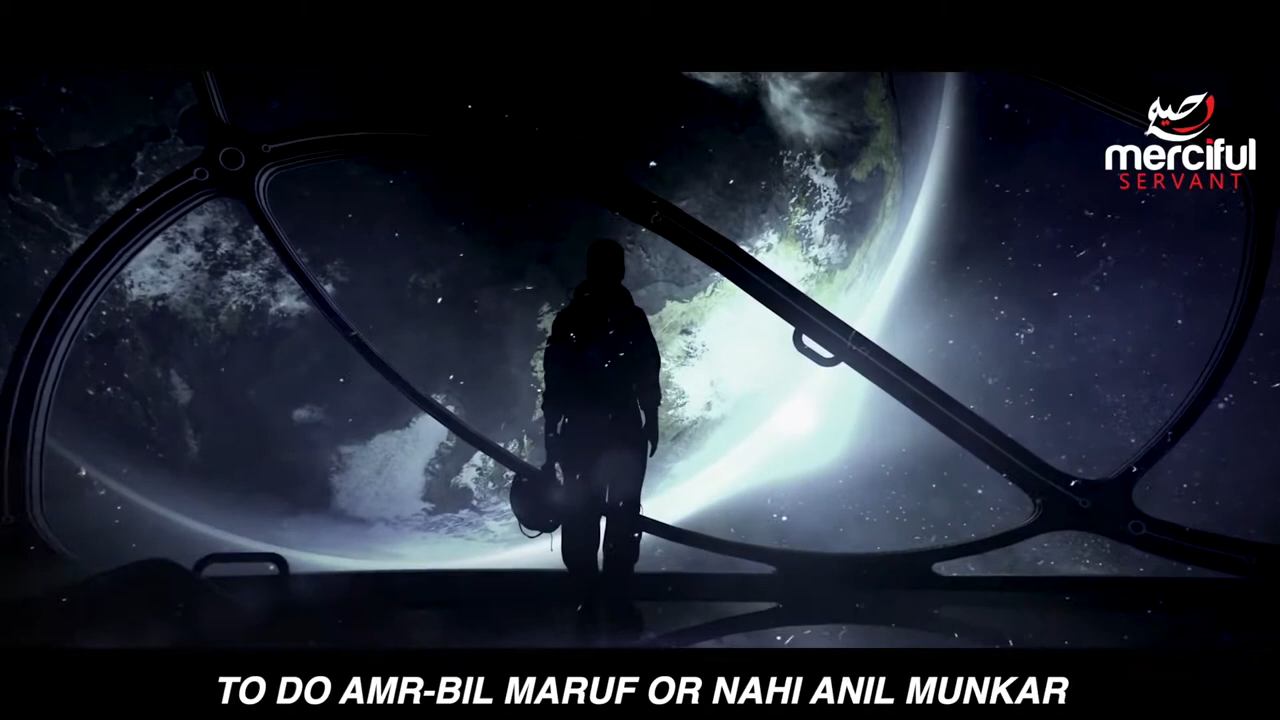 رحيم
merciful
SERVANT
TO DO AMR-BIL MARUF OR NAHI ANIL MUNKAR